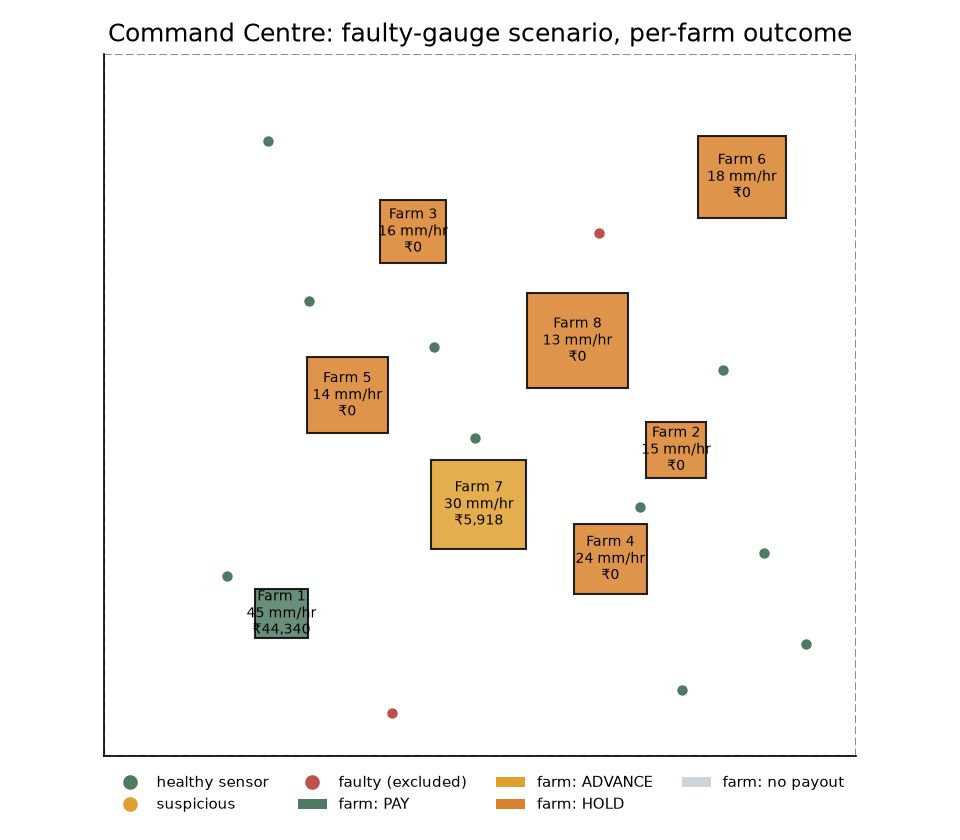 Command Centre: faulty-gauge scenario, per-farm outcome
Farm 6
18 mm/hr
₹0
Farm 3
16 mm/hr
₹0
Farm 8
13 mm/hr
₹0
Farm 5
14 mm/hr
₹0
Farm 2
15 mm/hr
₹0
Farm 7
30 mm/hr
₹5,918
Farm 4
24 mm/hr
₹0
Farm 1
45 mm/hr
₹44,340
healthy sensor
suspicious
faulty (excluded)
farm: PAY
farm: ADVANCE
farm: HOLD
farm: no payout